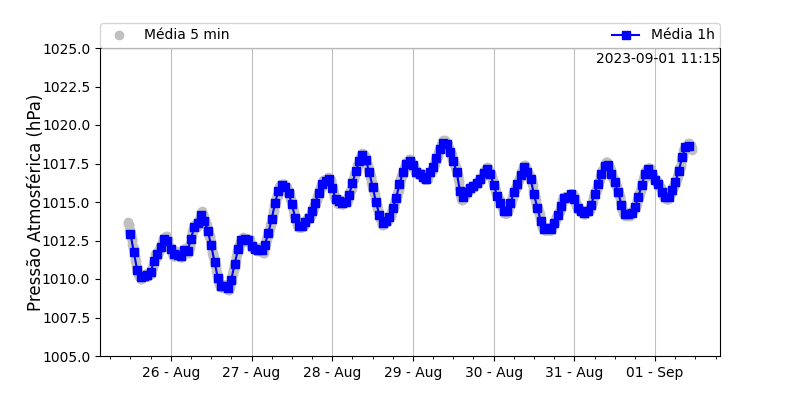 Média 5 min
Média 1h
2023-09-01 11:15
Pressão Atmosférica (hPa)
1025.0
1022.5
1020.0
1017.5
1015.0
1012.5
1010.0
1007.5
1005.0
26 - Aug
27 - Aug
28 - Aug
29 - Aug
30 - Aug
31 - Aug
01 - Sep